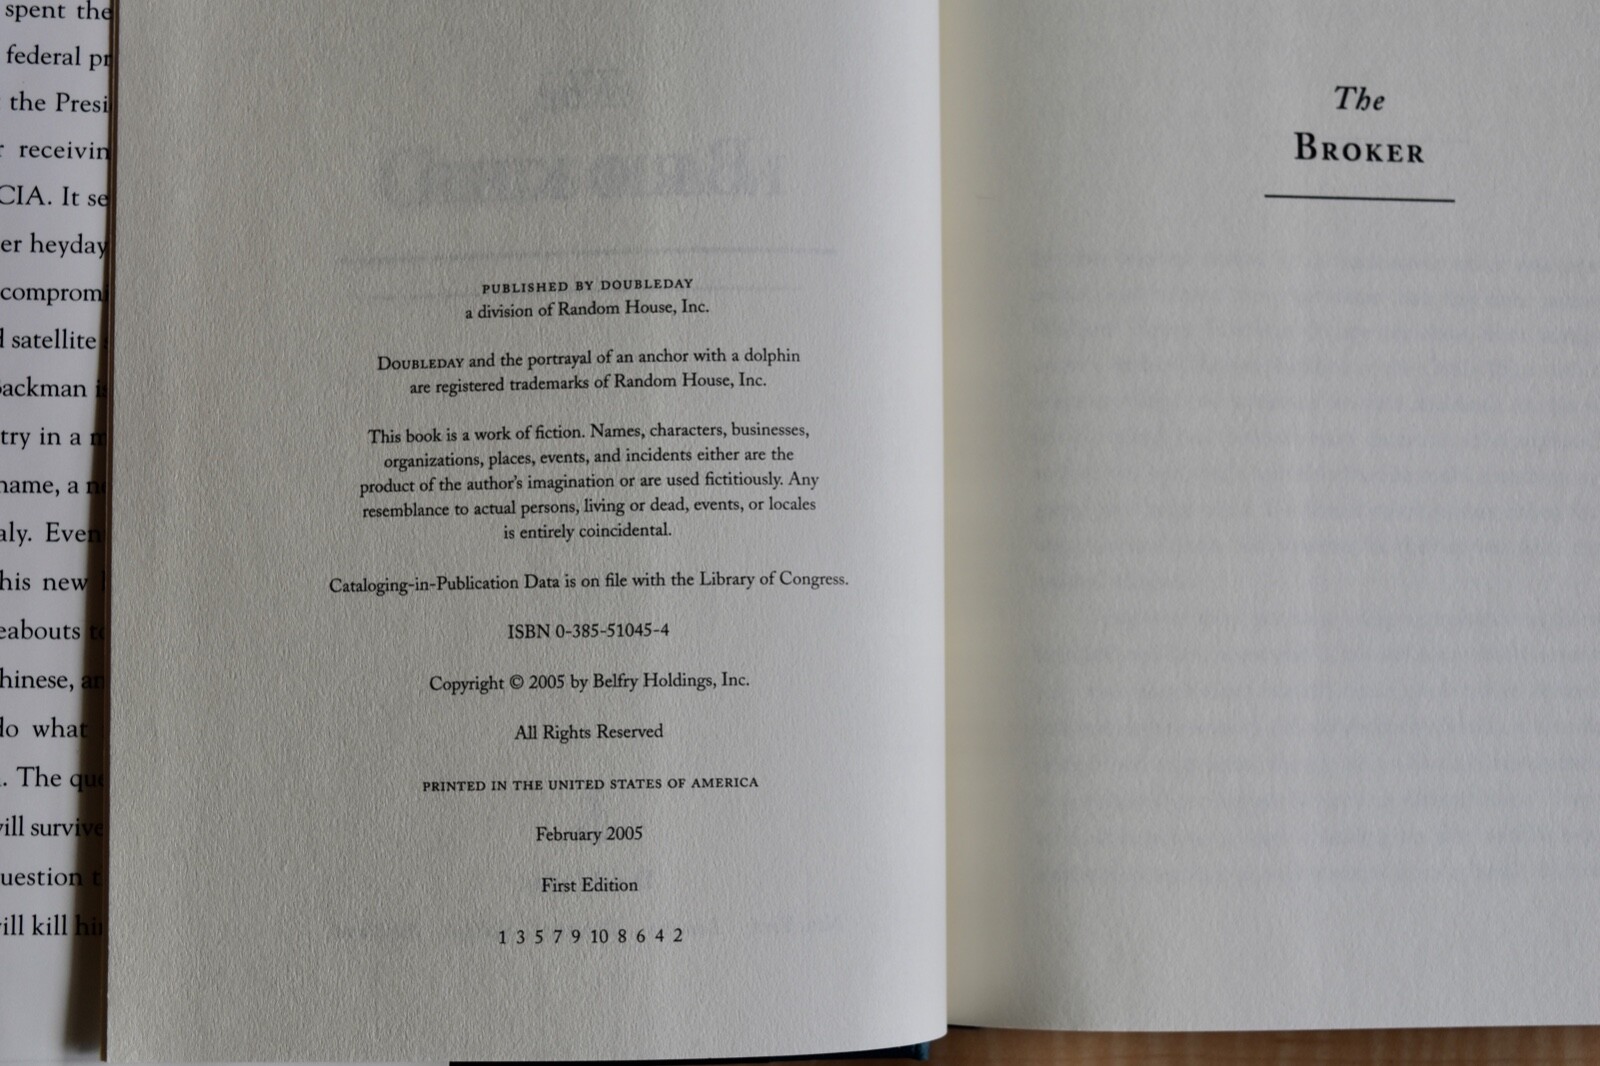 spent the
federal
the Presi
receivin
CIA. It se
er heyday
comprom
satellite
ackman
try in a
name, a
aly. Even
his new
eabouts
hinese,
do what
. The que
ill survive
uestion
ill kill hi
PUBLISHED BY DOUBLEDAY
a division of Random House, Inc.
DOUBLEDAY and the portrayal of an anchor with a dolphin
are registered trademarks of Random House, Inc.
This book is a work of fiction. Names, characters, businesses,
organizations, places, events, and incidents either are the
product of the author's imagination or are used fictitiously. Any
resemblance to actual persons, living or dead, events, or locales
is entirely coincidental.
Cataloging-in-Publication Data is on file with the Library of Congress.
ISBN 0-385-51045-4
Copyright © 2005 by Belfry Holdings, Inc.
All Rights Reserved
PRINTED IN THE UNITED STATES OF AMERICA
February 2005
First Edition
1 3 5 7 9 10 8 6 4 2
The
BROKER